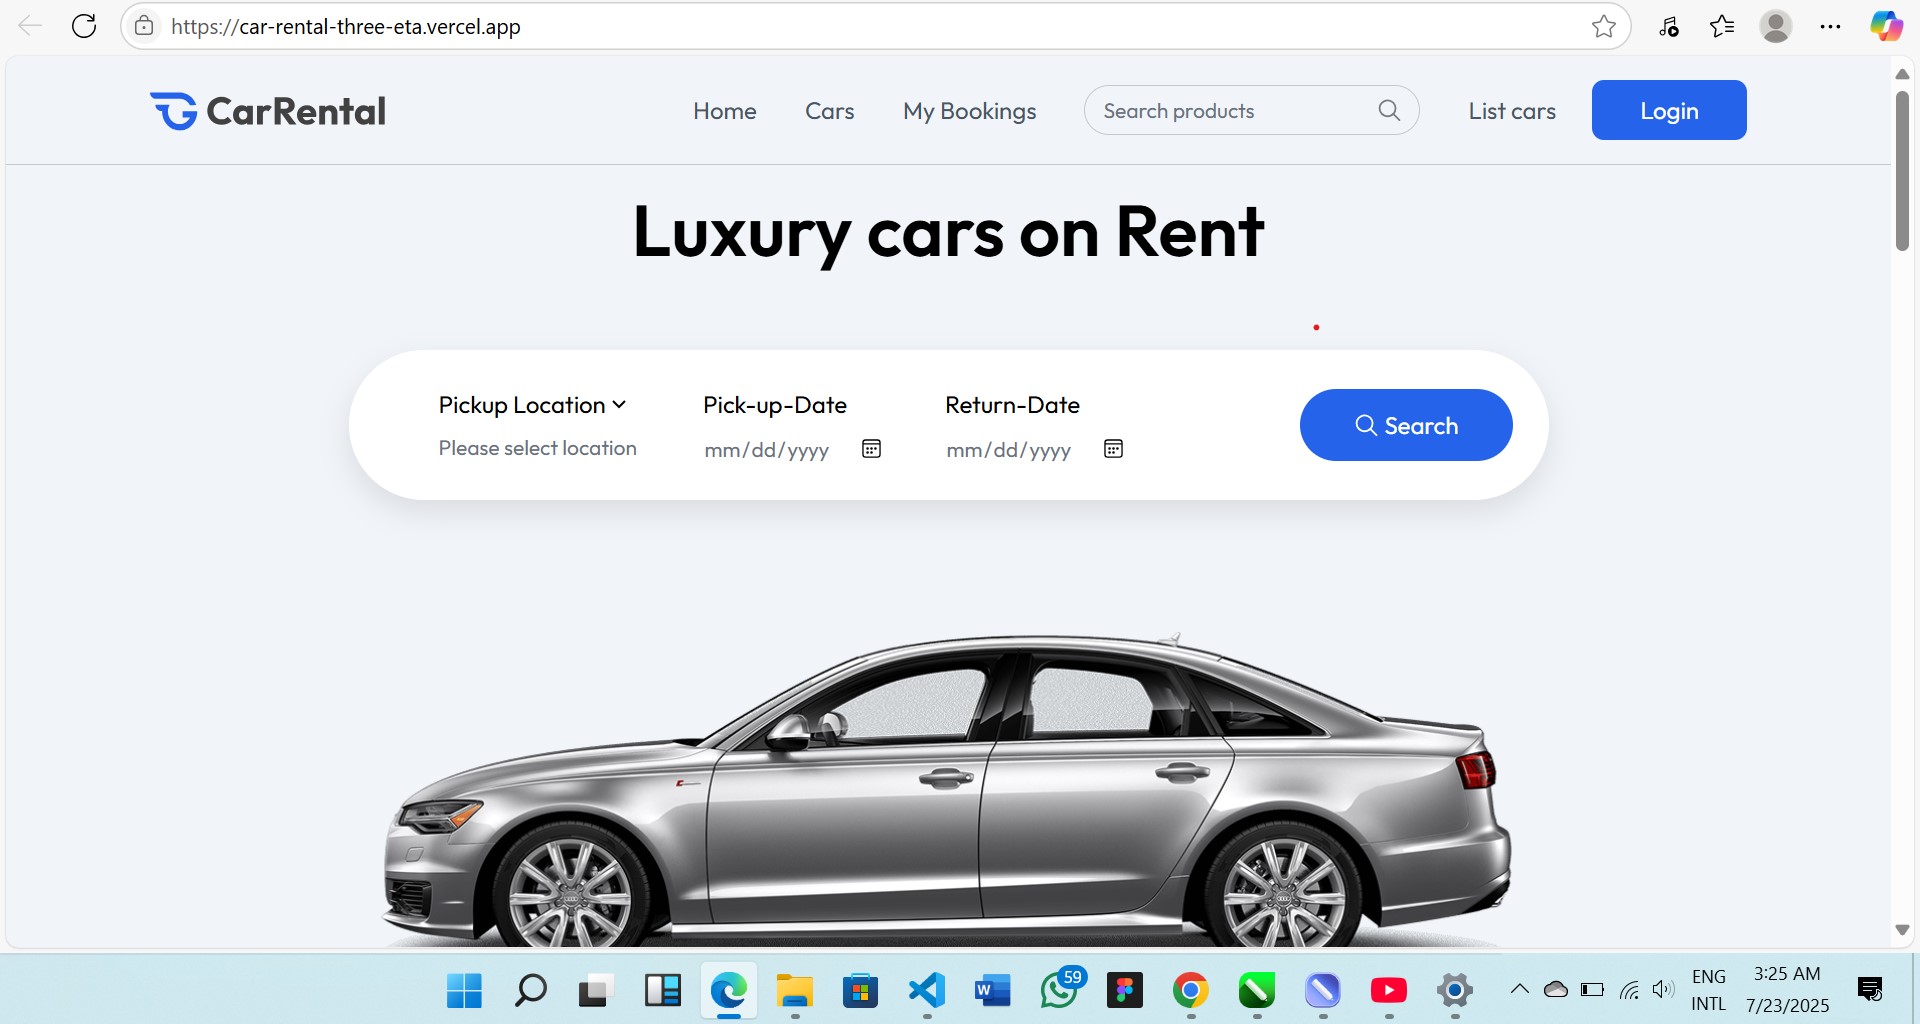 https://car-rental-three-eta.vercel.app
CarRental
Home
Cars
My Bookings
Search products
List cars
Login
Luxury cars on Rent
Pickup Location
Pick-up-Date
Return-Date
Please select location
mm/dd/yyyy
mm/dd/yyyy
Search
W
59
ENG
INTL
3:25 AM
7/23/2025